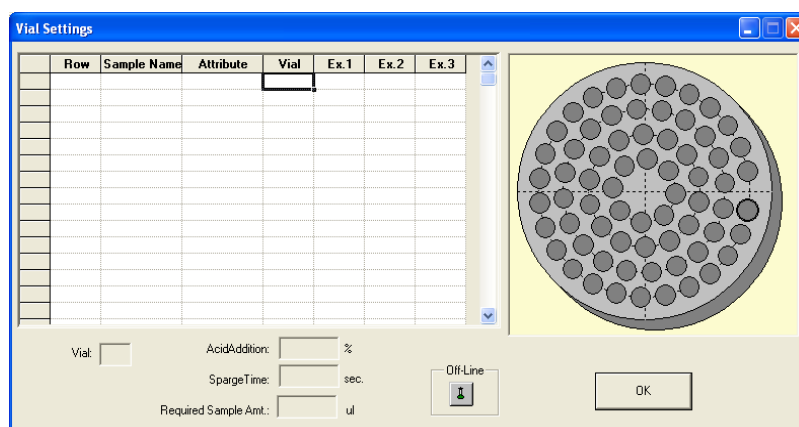 Vial Settings
Row Sample Name Attribute Vial Ex.1 Ex.2 Ex.3
Vial: AcidAddition: %
SpargeTime: sec.
Required Sample Amt.: ul
Off-Line
OK